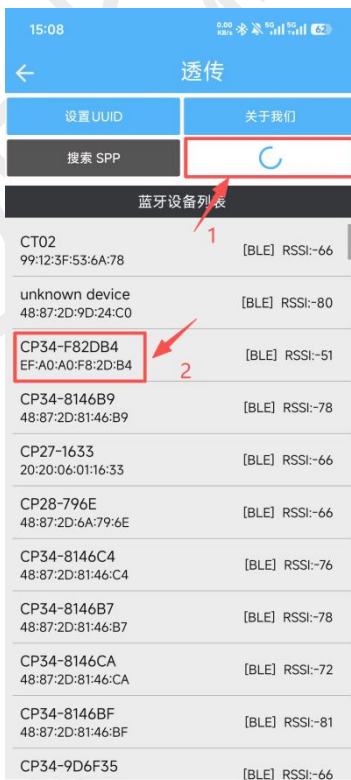 15:08
0.00 KB/s 5G 5G 62
透传
设置UUID
关于我们
搜索 SPP
蓝牙设备列表
1
CT02
99:12:3F:53:6A:78
[BLE] RSSI:-66
unknown device
48:87:2D:9D:24:C0
[BLE] RSSI:-80
CP34-F82DB4
EF:A0:A0:F8:2D:B4
[BLE] RSSI:-51
2
CP34-8146B9
48:87:2D:81:46:B9
[BLE] RSSI:-78
CP27-1633
20:20:06:01:16:33
[BLE] RSSI:-66
CP28-796E
48:87:2D:6A:79:6E
[BLE] RSSI:-66
CP34-8146C4
48:87:2D:81:46:C4
[BLE] RSSI:-76
CP34-8146B7
48:87:2D:81:46:B7
[BLE] RSSI:-78
CP34-8146CA
48:87:2D:81:46:CA
[BLE] RSSI:-72
CP34-8146BF
48:87:2D:81:46:BF
[BLE] RSSI:-81
CP34-9D6F35
[BLE] RSSI:-66